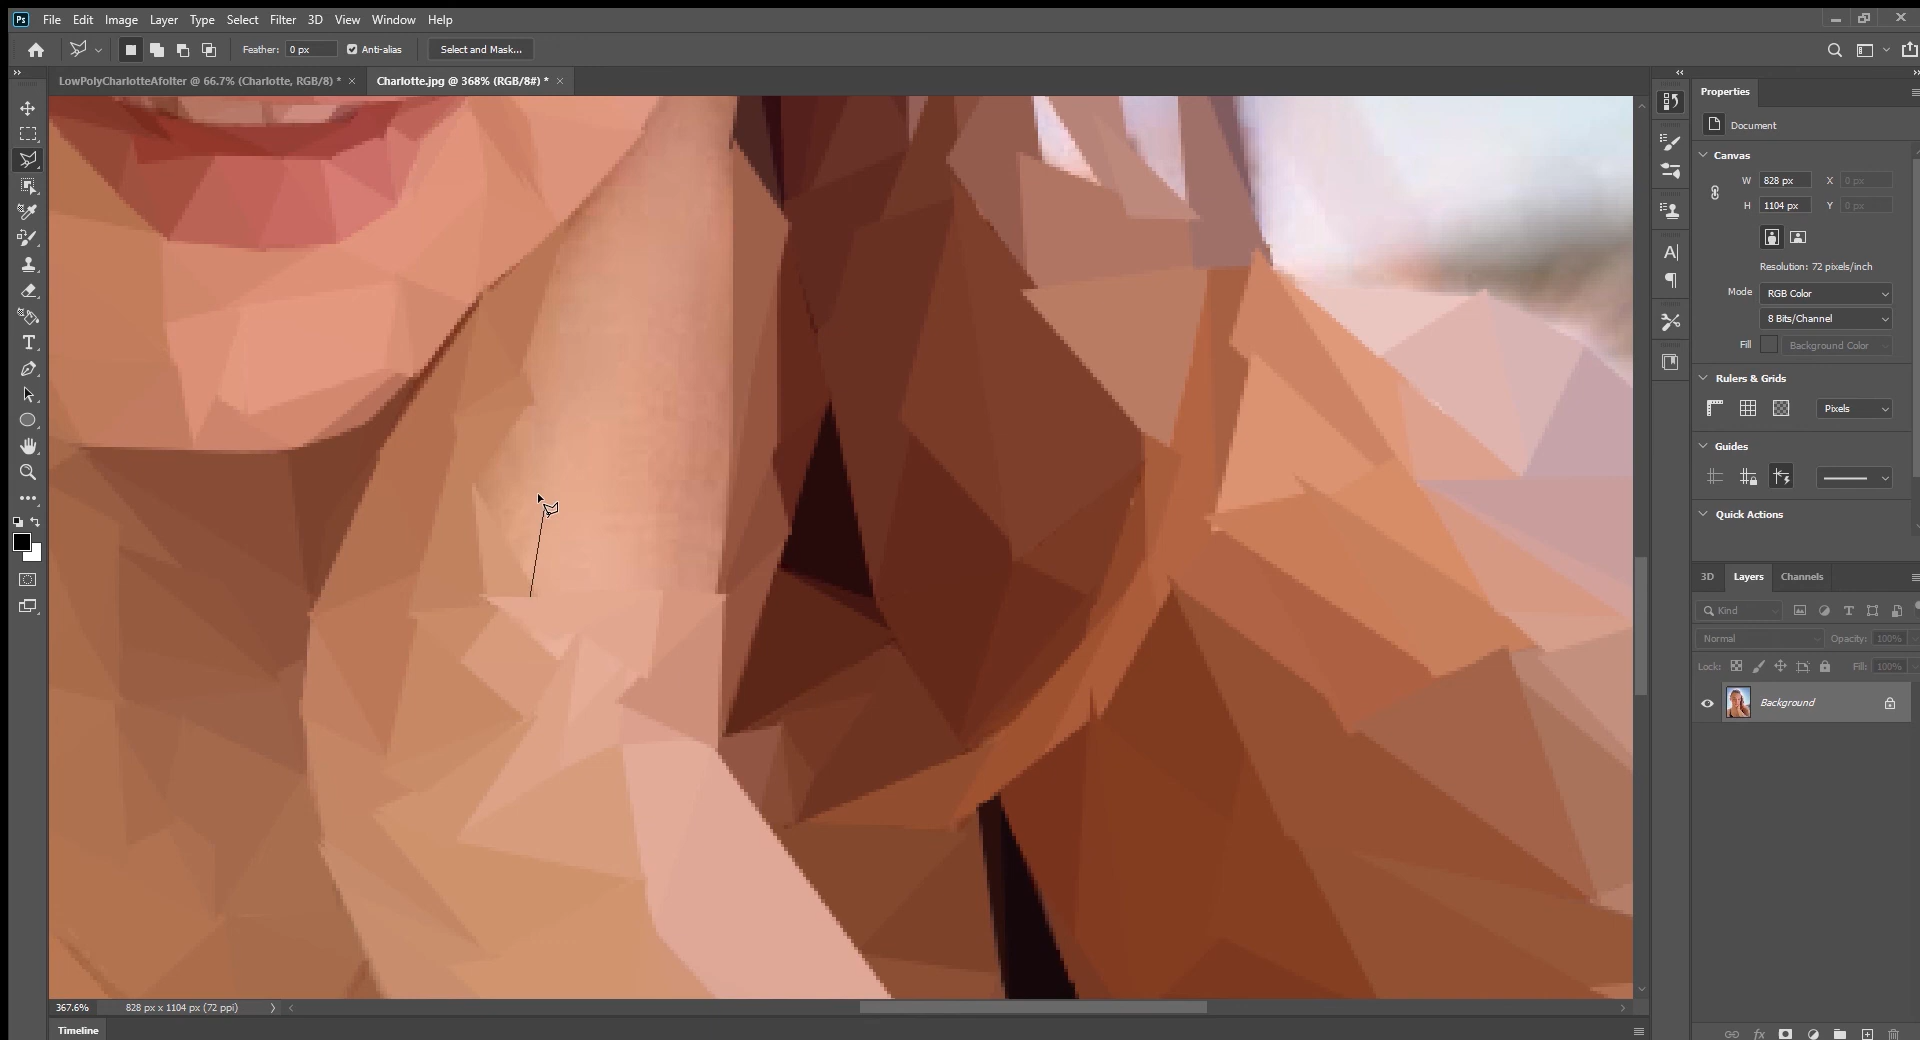 Ps File Edit Image Layer Type Select Filter 3D View Window Help
Feather: 0 px Anti-alias Select and Mask...
LowPolyCharlotteAfolter @ 66.7% (Charlotte, RGB/8) * × Charlotte.jpg @ 368% (RGB/8#) * ×
Properties
Document
Canvas
W 828 px X 0 px
H 1104 px Y 0 px
Resolution: 72 pixels/inch
Mode RGB Color
8 Bits/Channel
Fill Background Color
Rulers & Grids
Pixels
Guides
Quick Actions
3D Layers Channels
Kind
Normal Opacity: 100%
Lock: Fill: 100%
Background
367.6% 828 px x 1104 px (72 ppi)
Timeline